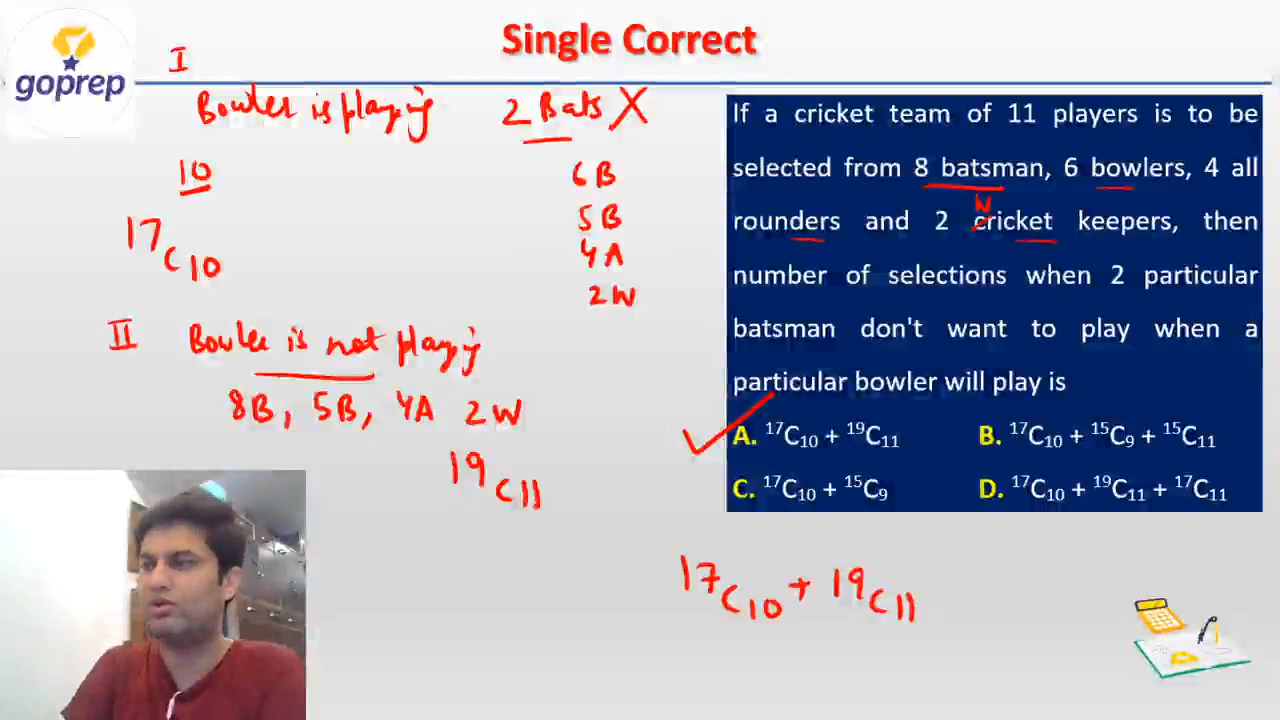 Single Correct
goprep
I
Bowler is playing
10
17C10
2 Bats X
6B
5B
4A
2W
II Bowler is not playing
8B, 5B, 4A 2W
19C11
If a cricket team of 11 players is to be
selected from 8 batsman, 6 bowlers, 4 all
W
rounders and 2 cricket keepers, then
number of selections when 2 particular
batsman don't want to play when a
particular bowler will play is
A. ¹⁷C₁₀ + ¹⁹C₁₁ B. ¹⁷C₁₀ + ¹⁵C₉ + ¹⁵C₁₁
C. ¹⁷C₁₀ + ¹⁵C₉ D. ¹⁷C₁₀ + ¹⁹C₁₁ + ¹⁷C₁₁
17C10 + 19C11